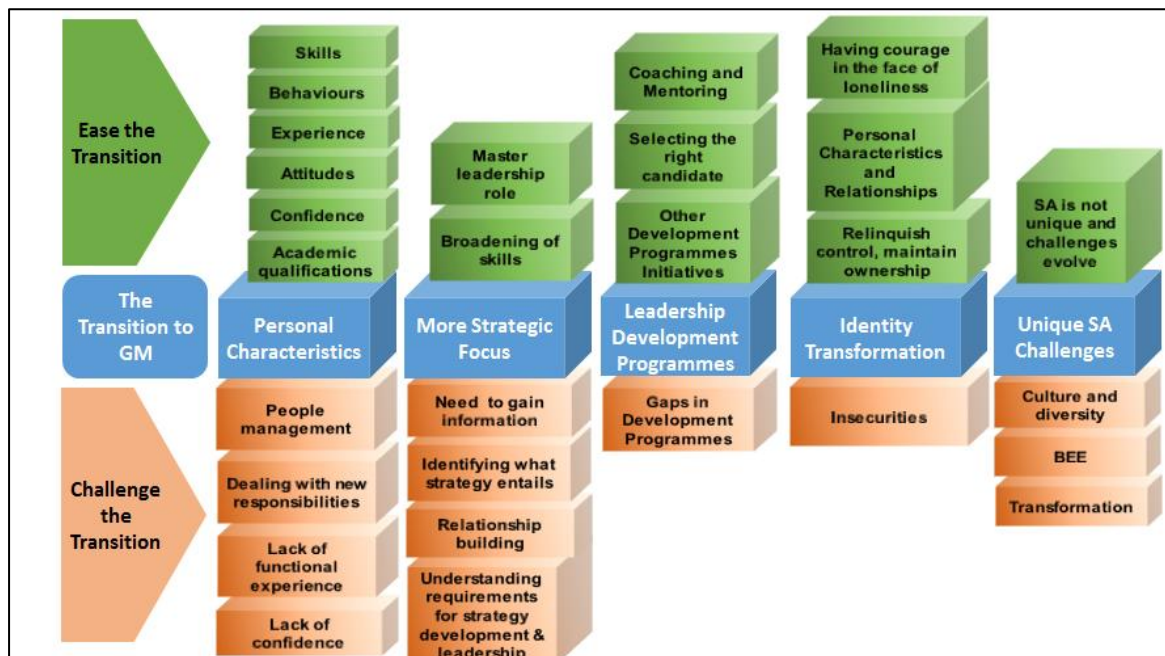 Ease the
Transition
Skills
Behaviours
Experience
Attitudes
Confidence
Academic
qualifications
Master
leadership
role
Broadening of
skills
Coaching and
Mentoring
Selecting the
right
candidate
Other
Development
Programmes
Initiatives
Having courage
in the face of
loneliness
Personal
Characteristics
and
Relationships
Relinquish
control, maintain
ownership
SA is not
unique and
challenges
evolve
The
Transition to
GM
Personal
Characteristics
More Strategic
Focus
Leadership
Development
Programmes
Identity
Transformation
Unique SA
Challenges
Challenge
the
Transition
People
management
Dealing with new
responsibilities
Lack of
functional
experience
Lack of
confidence
Need to gain
information
Identifying what
strategy entails
Relationship
building
Understanding
requirements
for strategy
development &
leadership
Gaps in
Development
Programmes
Insecurities
Culture and
diversity
BEE
Transformation